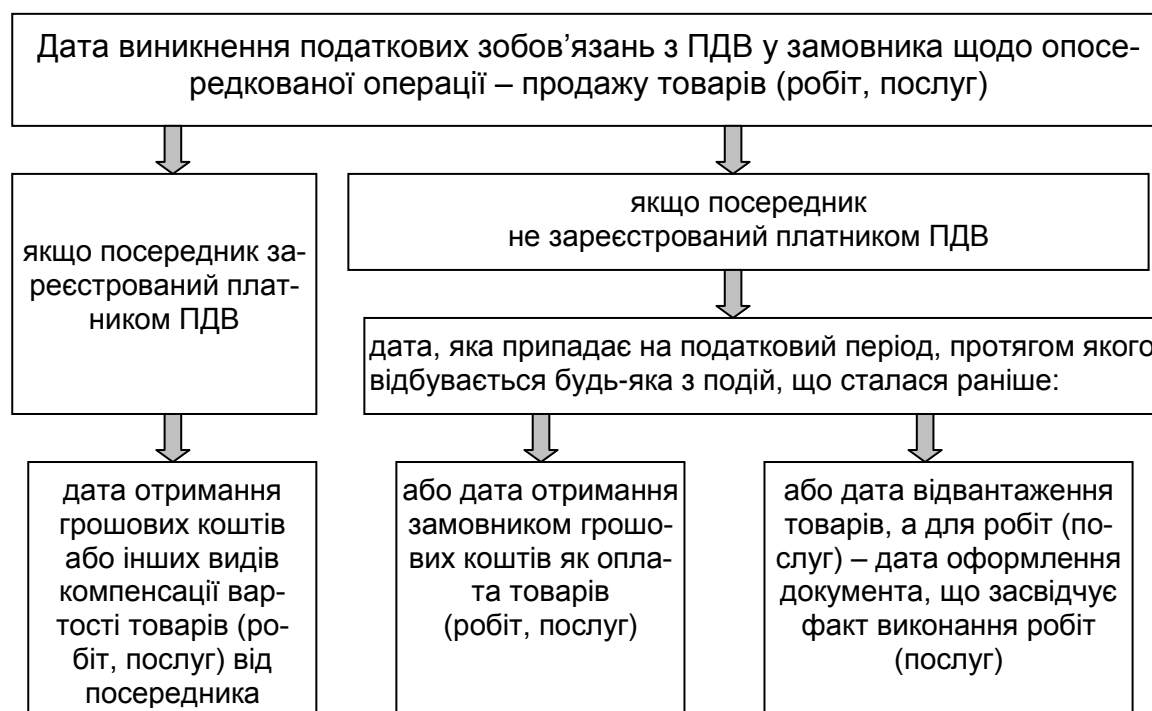 Дата виникнення податкових зобов’язань з ПДВ у замовника щодо опосе-
редкованої операції – продажу товарів (робіт, послуг)
якщо посередник за-
реєстрований плат-
ником ПДВ
якщо посередник
не зареєстрований платником ПДВ
дата, яка припадає на податковий період, протягом якого
відбувається будь-яка з подій, що сталася раніше:
дата отримання
грошових коштів
або інших видів
компенсації вар-
тості товарів (ро-
біт, послуг) від
посередника
або дата отримання
замовником грошо-
вих коштів як опла-
та товарів
(робіт, послуг)
або дата відвантаження
товарів, а для робіт (по-
слуг) – дата оформлення
документа, що засвідчує
факт виконання робіт
(послуг)